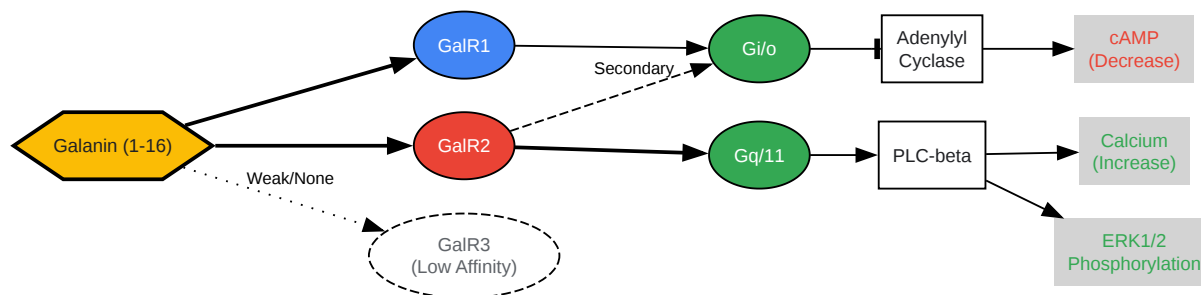 GalR1
Gi/o
Adenylyl
Cyclase
cAMP
(Decrease)
Secondary
Galanin (1-16)
GalR2
Gq/11
PLC-beta
Calcium
(Increase)
Weak/None
GalR3
(Low Affinity)
ERK1/2
Phosphorylation